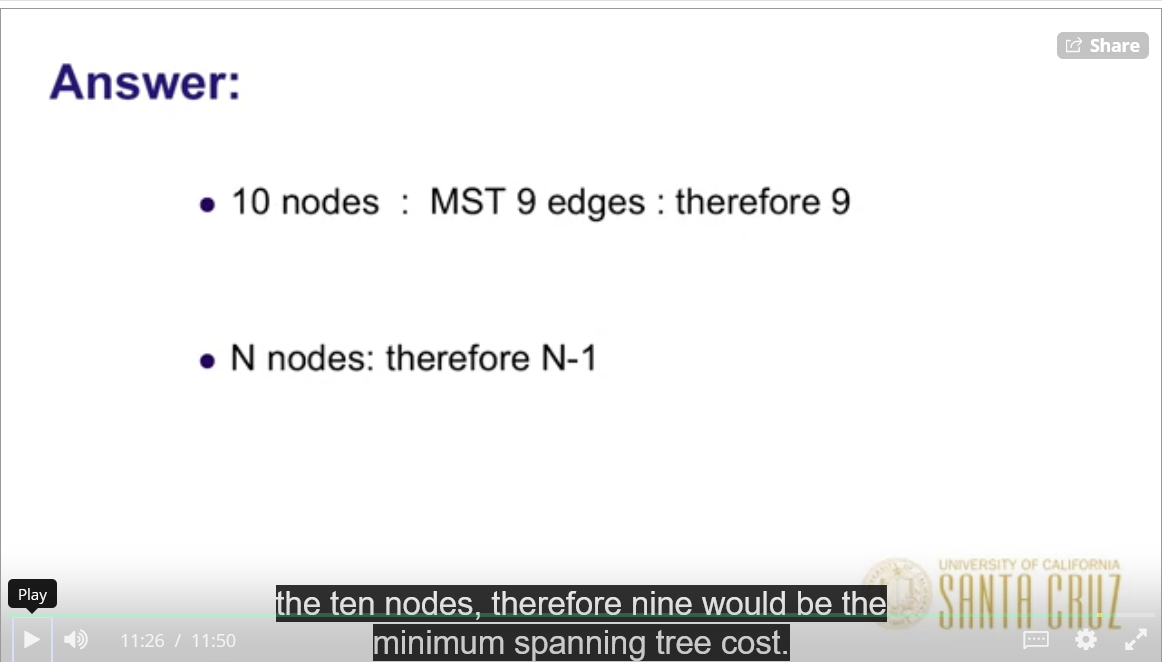 Share
Answer:
10 nodes : MST 9 edges : therefore 9
N nodes: therefore N-1
UNIVERSITY OF CALIFORNIA
SANTA CRUZ
Play
the ten nodes, therefore nine would be the
minimum spanning tree cost.
11:26 / 11:50